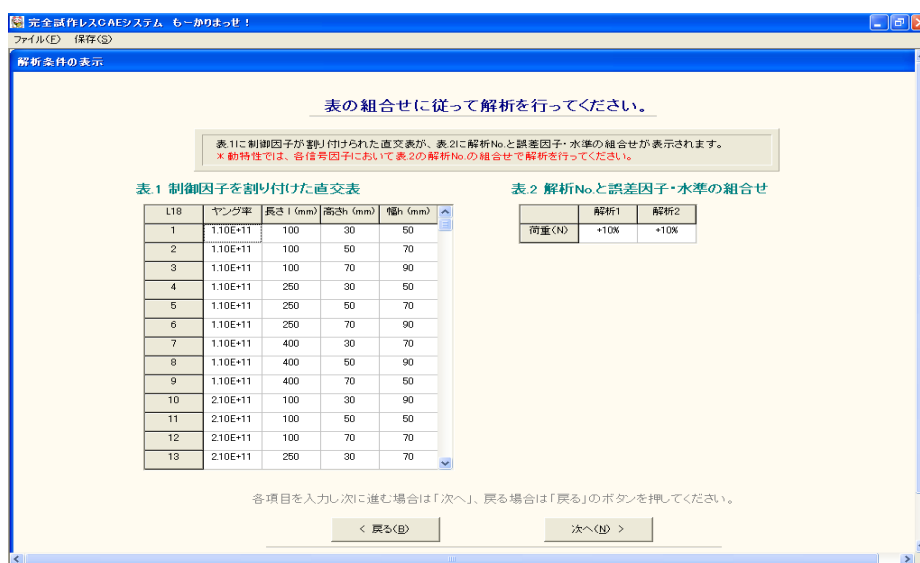 完全試作レスCAEシステム もーかりまっせ!
ファイル(F) 保存(S)
解析条件の表示
表の組合せに従って解析を行ってください。
表.1に制御因子が割り付けられた直交表が、表.2に解析No.と誤差因子・水準の組合せが表示されます。
*動特性では、各信号因子において表.2の解析No.の組合せで解析を行ってください。
表.1 制御因子を割り付けた直交表
L18 ヤング率 長さl(mm) 高さh(mm) 幅h(mm)
1 1.10E+11 100 30 50
2 1.10E+11 100 50 70
3 1.10E+11 100 70 90
4 1.10E+11 250 30 50
5 1.10E+11 250 50 70
6 1.10E+11 250 70 90
7 1.10E+11 400 30 70
8 1.10E+11 400 50 90
9 1.10E+11 400 70 50
10 2.10E+11 100 30 90
11 2.10E+11 100 50 50
12 2.10E+11 100 70 70
13 2.10E+11 250 30 70
表.2 解析No.と誤差因子・水準の組合せ
解析1 解析2
荷重(N) +10% +10%
各項目を入力し次に進む場合は「次へ」、戻る場合は「戻る」のボタンを押してください。
< 戻る(B)
次へ(N) >